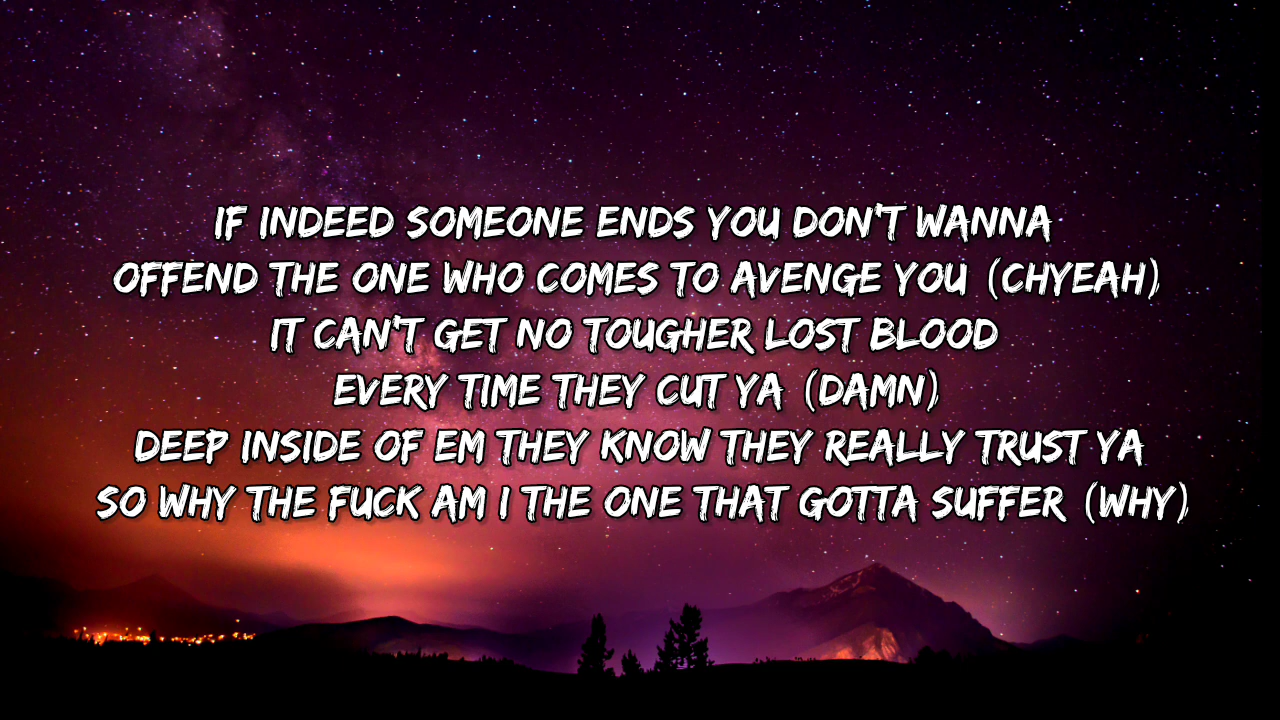 IF INDEED SOMEONE ENDS YOU DON'T WANNA
OFFEND THE ONE WHO COMES TO AVENGE YOU (CHYEAH)
IT CAN'T GET NO TOUGHER LOST BLOOD
EVERY TIME THEY CUT YA (DAMN)
DEEP INSIDE OF EM THEY KNOW THEY REALLY TRUST YA
SO WHY THE FUCK AM I THE ONE THAT GOTTA SUFFER (WHY)